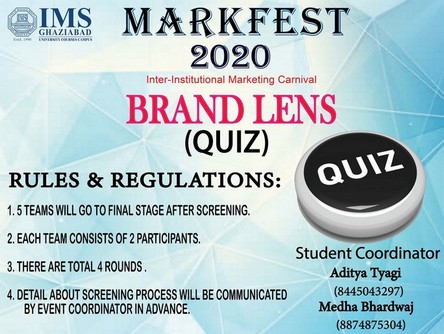 IMS
GHAZIABAD
UNIVERSITY COURSES CAMPUS
MARKFEST
2020
Inter-Institutional Marketing Carnival
BRAND LENS
(QUIZ)
QUIZ
RULES & REGULATIONS:
1. 5 TEAMS WILL GO TO FINAL STAGE AFTER SCREENING.
2. EACH TEAM CONSISTS OF 2 PARTICIPANTS.
3. THERE ARE TOTAL 4 ROUNDS .
4. DETAIL ABOUT SCREENING PROCESS WILL BE COMMUNICATED
BY EVENT COORDINATOR IN ADVANCE.
Student Coordinator
Aditya Tyagi
(8445043297)
Medha Bhardwaj
(8874875304)